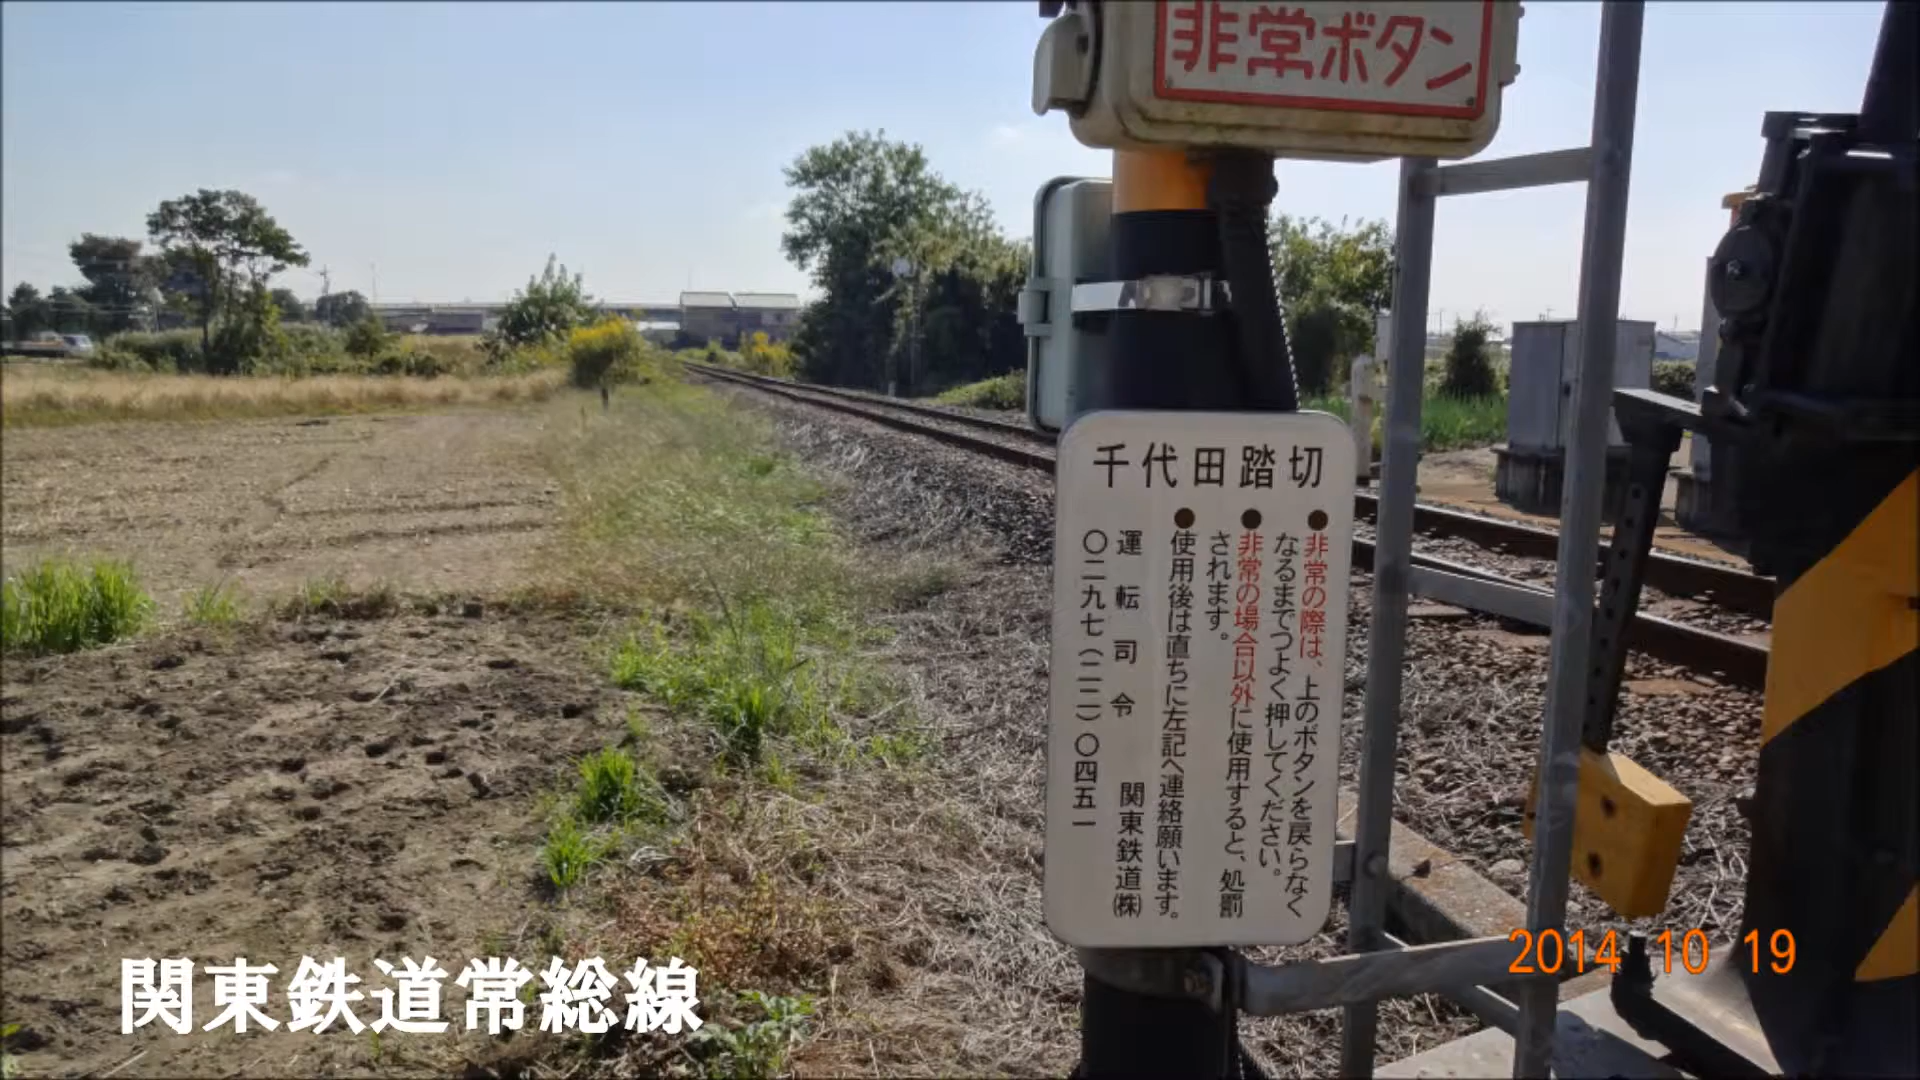 非常ボタン
千代田踏切
●非常の際は、上のボタンを戻らなく
なるまでつよく押してください。
●非常の場合以外に使用すると、処罰
されます。
●使用後は直ちに左記へ連絡願います。
運転司令 関東鉄道㈱
〇二九七(二二)〇四五一
関東鉄道常総線
2014 10 19